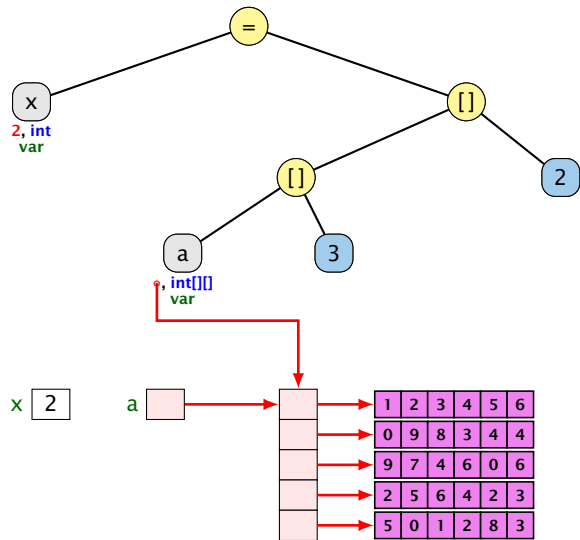 =
x
[]
2, int
var
[]
2
a
3
, int[][]
var
x 2 a 1 2 3 4 5 6
0 9 8 3 4 4
9 7 4 6 0 6
2 5 6 4 2 3
5 0 1 2 8 3